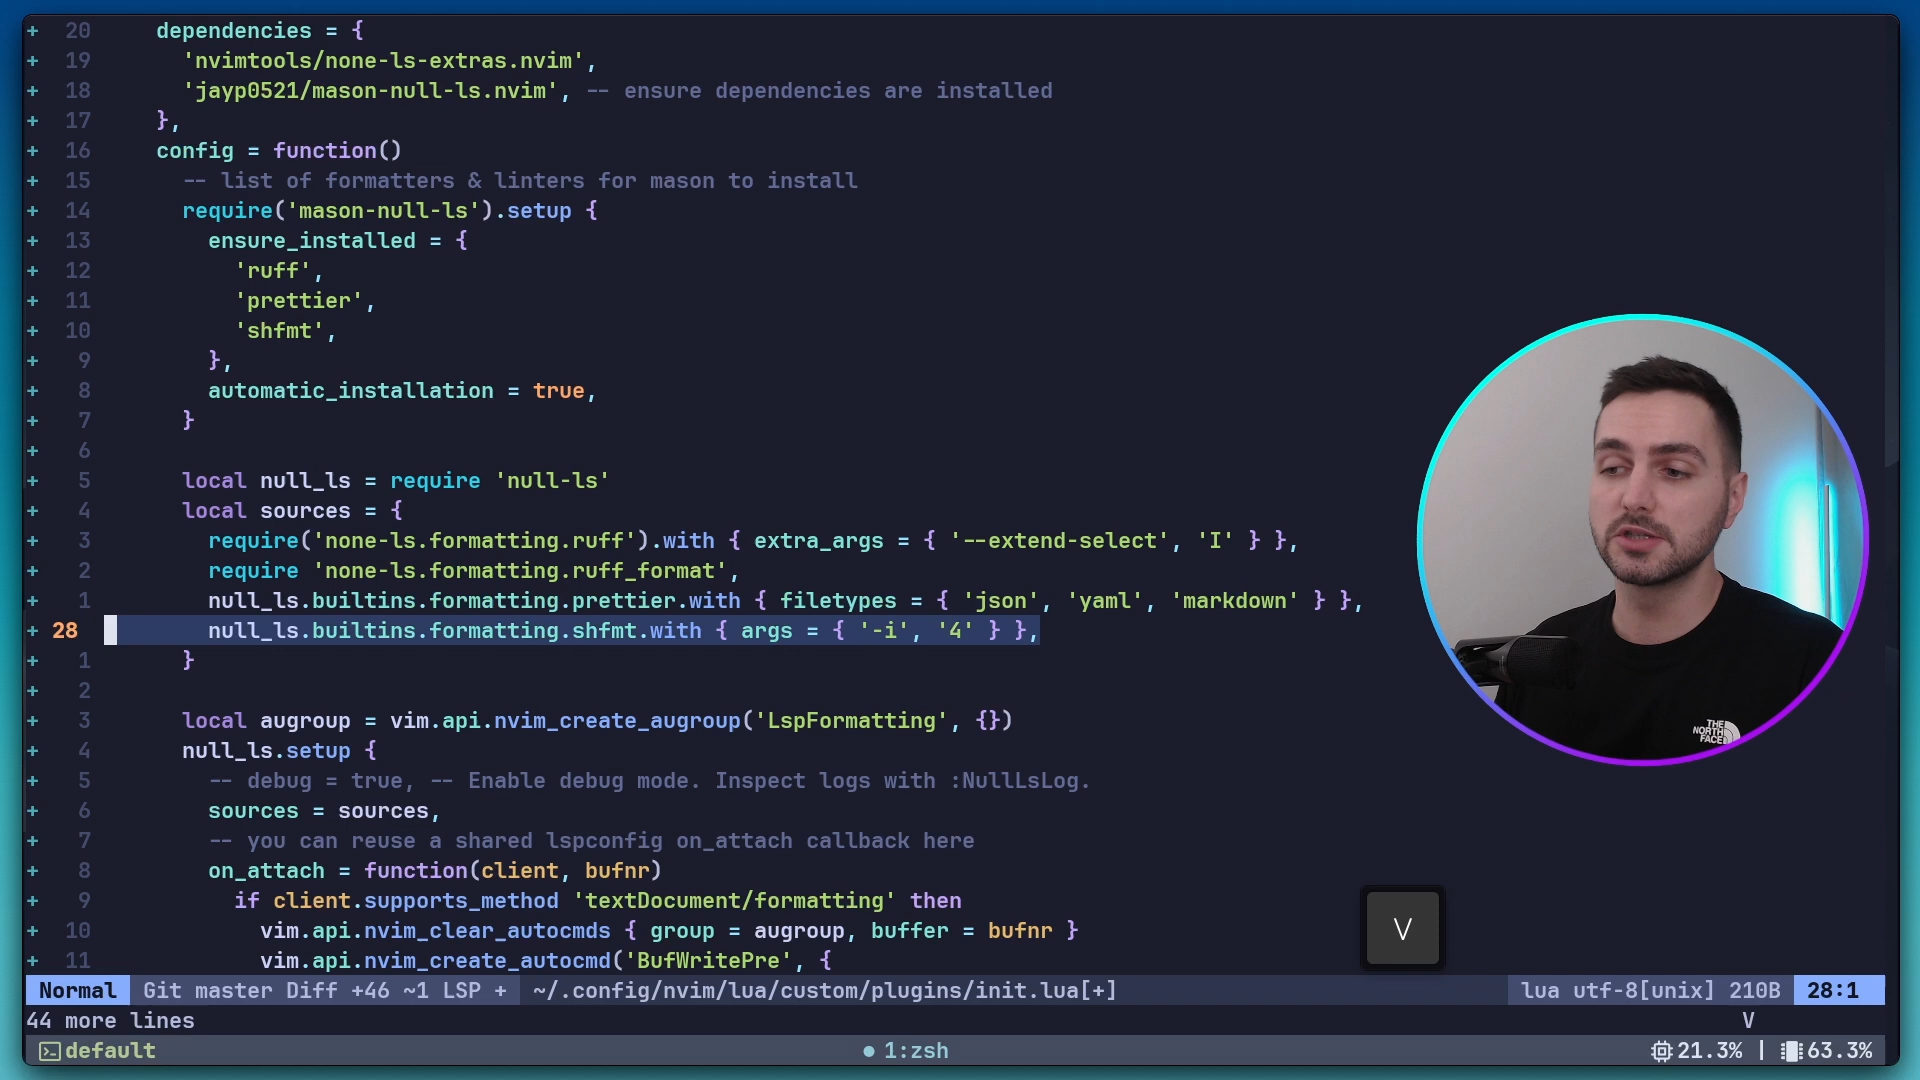 + 20 dependencies = {
+ 19 'nvimtools/none-ls-extras.nvim',
+ 18 'jayp0521/mason-null-ls.nvim', -- ensure dependencies are installed
+ 17 },
+ 16 config = function()
+ 15 -- list of formatters & linters for mason to install
+ 14 require('mason-null-ls').setup {
+ 13 ensure_installed = {
+ 12 'ruff',
+ 11 'prettier',
+ 10 'shfmt',
+ 9 },
+ 8 automatic_installation = true,
+ 7 }
+ 6
+ 5 local null_ls = require 'null-ls'
+ 4 local sources = {
+ 3 require('none-ls.formatting.ruff').with { extra_args = { '--extend-select', 'I' } },
+ 2 require 'none-ls.formatting.ruff_format',
+ 1 null_ls.builtins.formatting.prettier.with { filetypes = { 'json', 'yaml', 'markdown' } },
+ 28 null_ls.builtins.formatting.shfmt.with { args = { '-i', '4' } },
+ 1 }
+ 2
+ 3 local augroup = vim.api.nvim_create_augroup('LspFormatting', {})
+ 4 null_ls.setup {
+ 5 -- debug = true, -- Enable debug mode. Inspect logs with :NullLsLog.
+ 6 sources = sources,
+ 7 -- you can reuse a shared lspconfig on_attach callback here
+ 8 on_attach = function(client, bufnr)
+ 9 if client.supports_method 'textDocument/formatting' then
+ 10 vim.api.nvim_clear_autocmds { group = augroup, buffer = bufnr }
+ 11 vim.api.nvim_create_autocmd('BufWritePre', {
THE
NORTH
FACE
V
Normal Git master Diff +46 ~1 LSP + ~/.config/nvim/lua/custom/plugins/init.lua[+] lua utf-8[unix] 210B 28:1
44 more lines V
default ● 1:zsh 21.3% | 63.3%